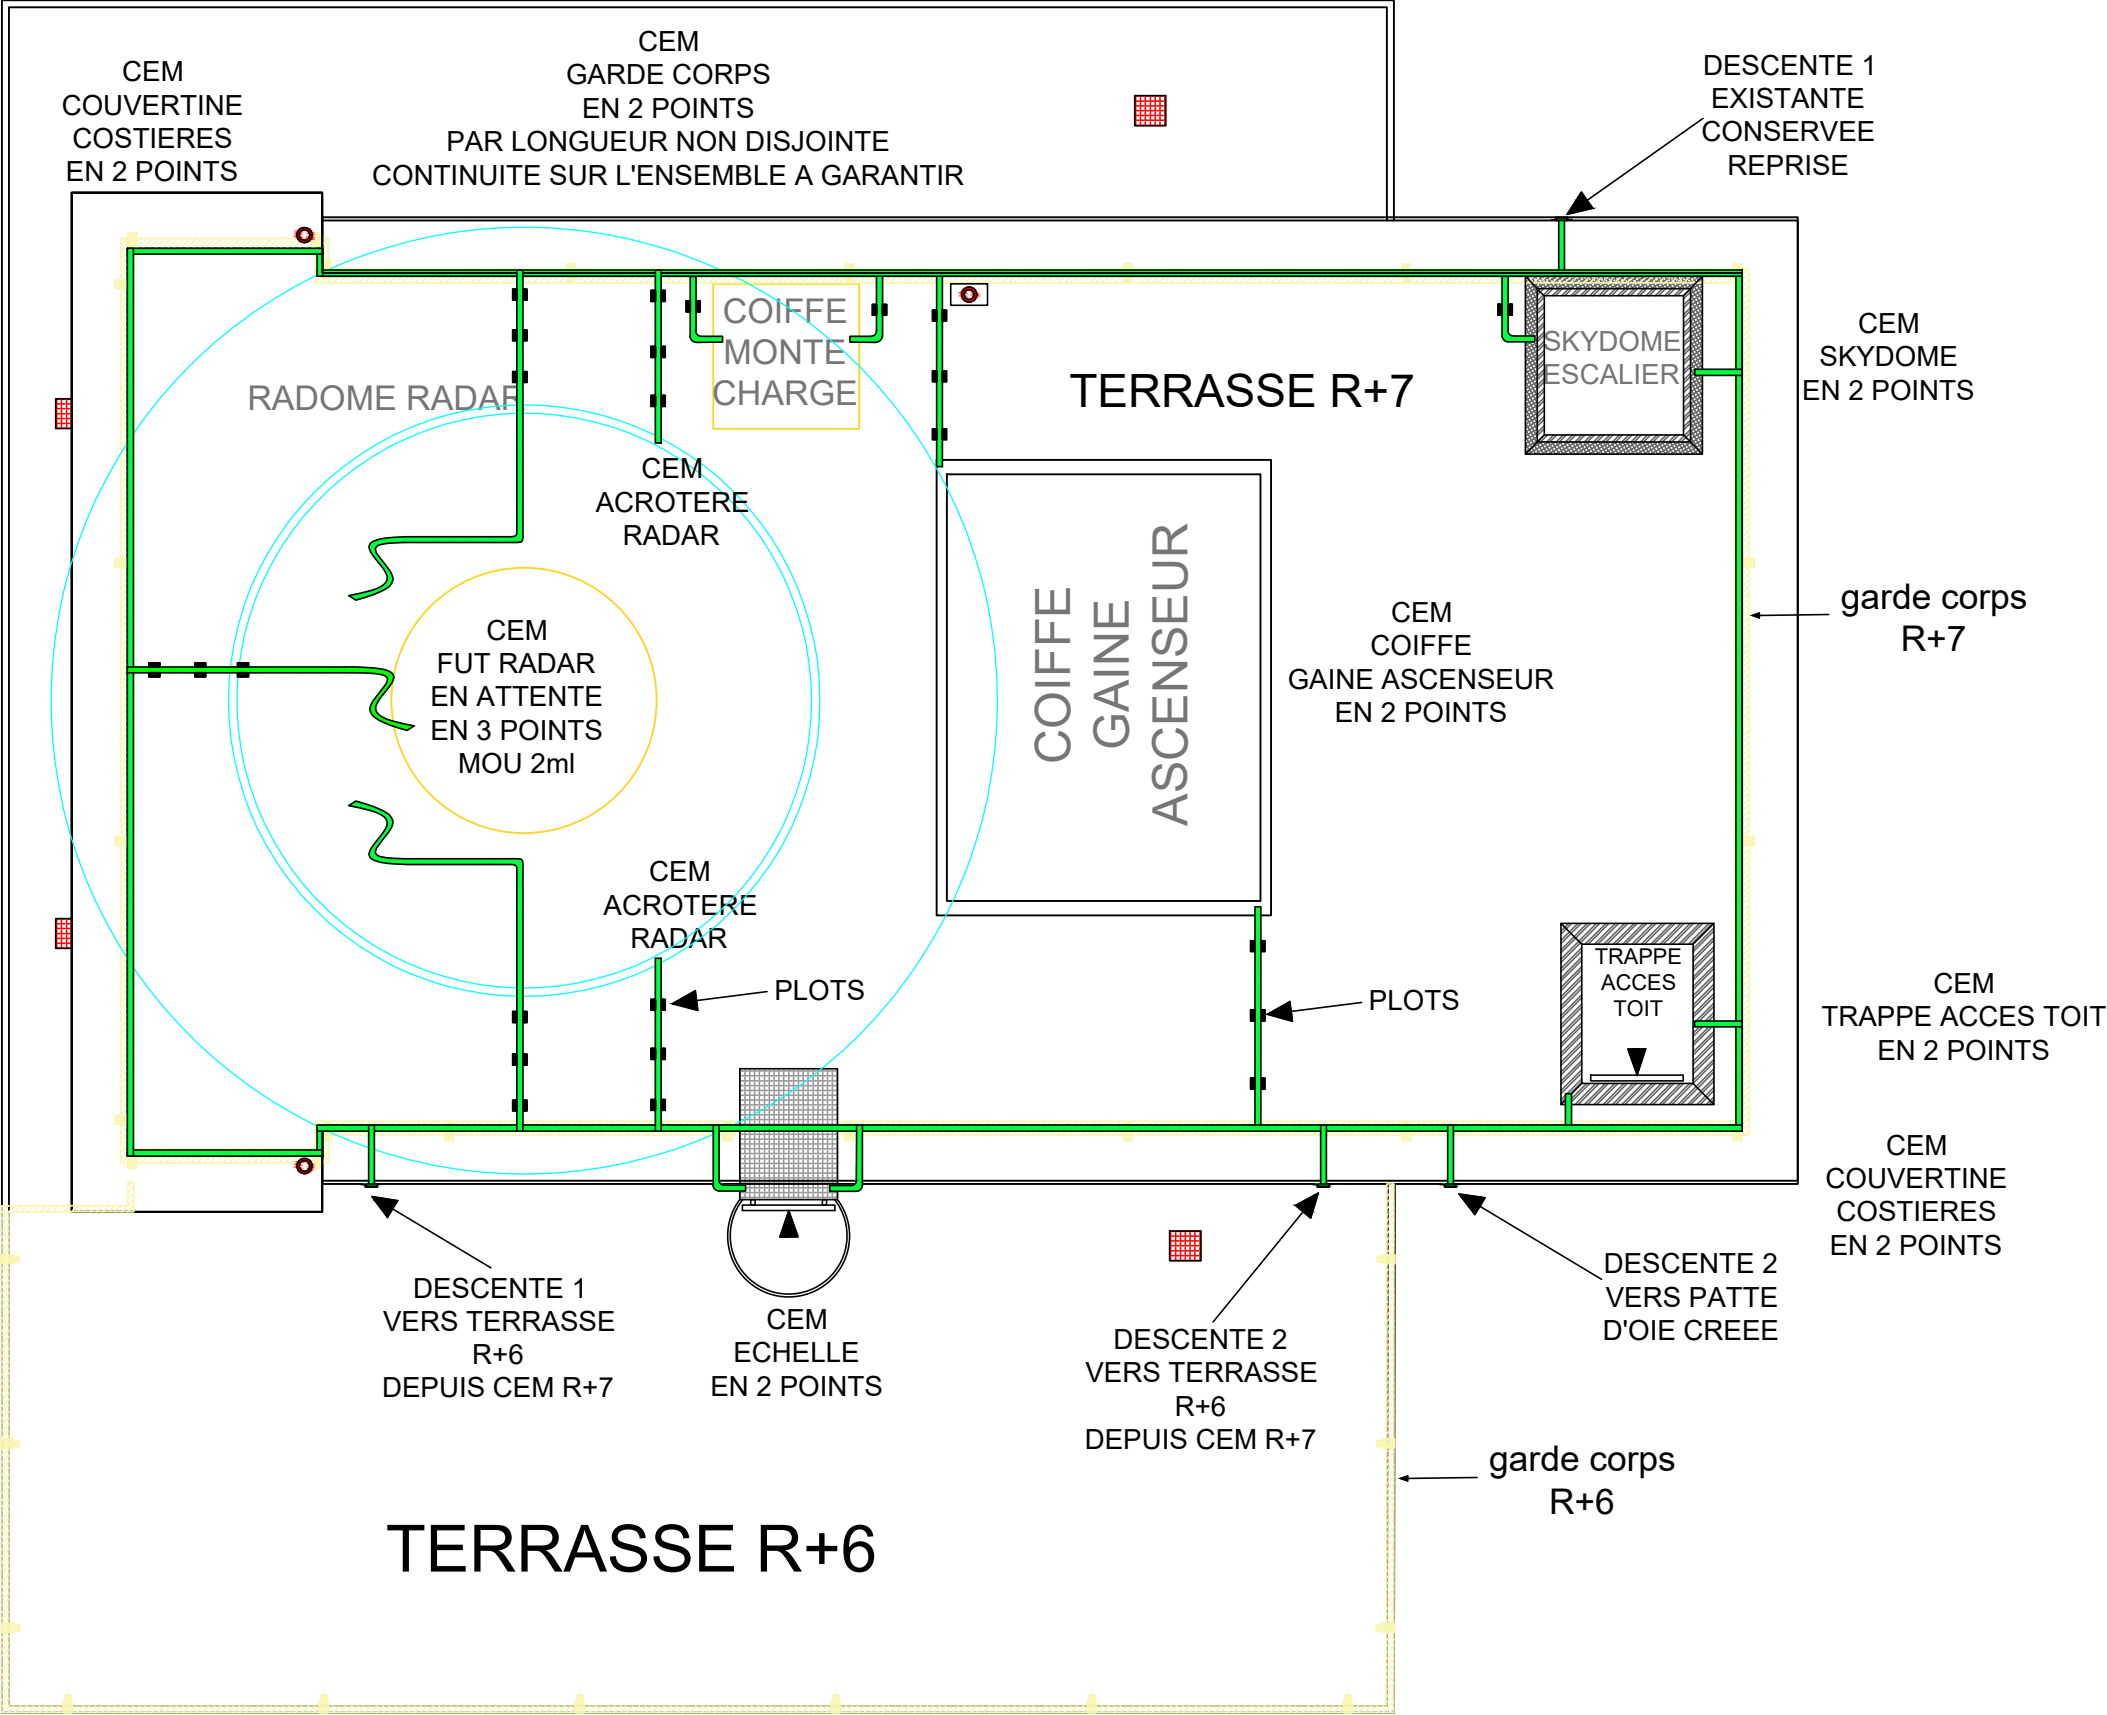 CEM
COUVERTINE
COSTIERES
EN 2 POINTS
CEM
GARDE CORPS
EN 2 POINTS
PAR LONGUEUR NON DISJOINTE
CONTINUITE SUR L'ENSEMBLE A GARANTIR
DESCENTE 1
EXISTANTE
CONSERVEE
REPRISE
RADOME RADAR
COIFFE
MONTE
CHARGE
TERRASSE R+7
SKYDOME
ESCALIER
CEM
SKYDOME
EN 2 POINTS
CEM
ACROTERE
RADAR
CEM
FUT RADAR
EN ATTENTE
EN 3 POINTS
MOU 2ml
COIFFE
GAINE
ASCENSEUR
CEM
COIFFE
GAINE ASCENSEUR
EN 2 POINTS
garde corps
R+7
CEM
ACROTERE
RADAR
PLOTS
PLOTS
TRAPPE
ACCES
TOIT
CEM
TRAPPE ACCES TOIT
EN 2 POINTS
CEM
COUVERTINE
COSTIERES
EN 2 POINTS
DESCENTE 1
VERS TERRASSE
R+6
DEPUIS CEM R+7
CEM
ECHELLE
EN 2 POINTS
DESCENTE 2
VERS TERRASSE
R+6
DEPUIS CEM R+7
DESCENTE 2
VERS PATTE
D'OIE CREEE
garde corps
R+6
TERRASSE R+6